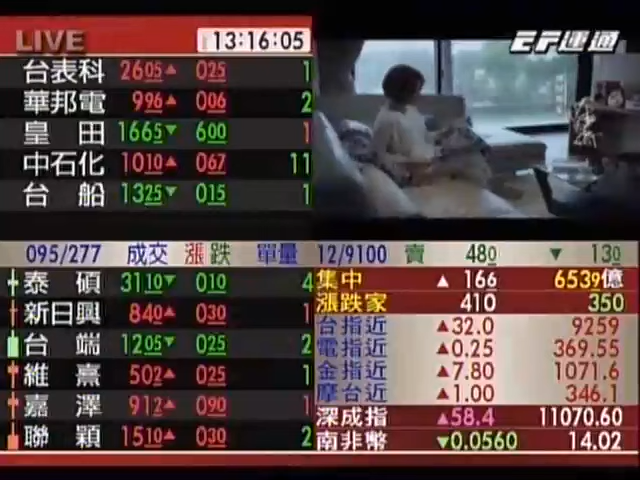 LIVE 13:16:05 EF運通
台表科 2605▲ 025 1
華邦電 996▲ 006 2
皇田 1665▼ 600 1
中石化 1010▲ 067 11
台船 1325▼ 015 1
095/277 成交 漲跌 單量 12/9100 賣 480 ▼ 130
泰碩 3110▼ 010 4
新日興 840▲ 030 1
台端 1205▼ 025 2
維熹 502▲ 025 1
嘉澤 912▲ 090 1
聯穎 1510▲ 030 2
集中 ▲ 166 6539億
漲跌家 410 350
台指近 ▲32.0 9259
電指近 ▲0.25 369.55
金指近 ▲7.80 1071.6
摩台近 ▲1.00 346.1
深成指 ▲58.4 11070.60
南非幣 ▼0.0560 14.02